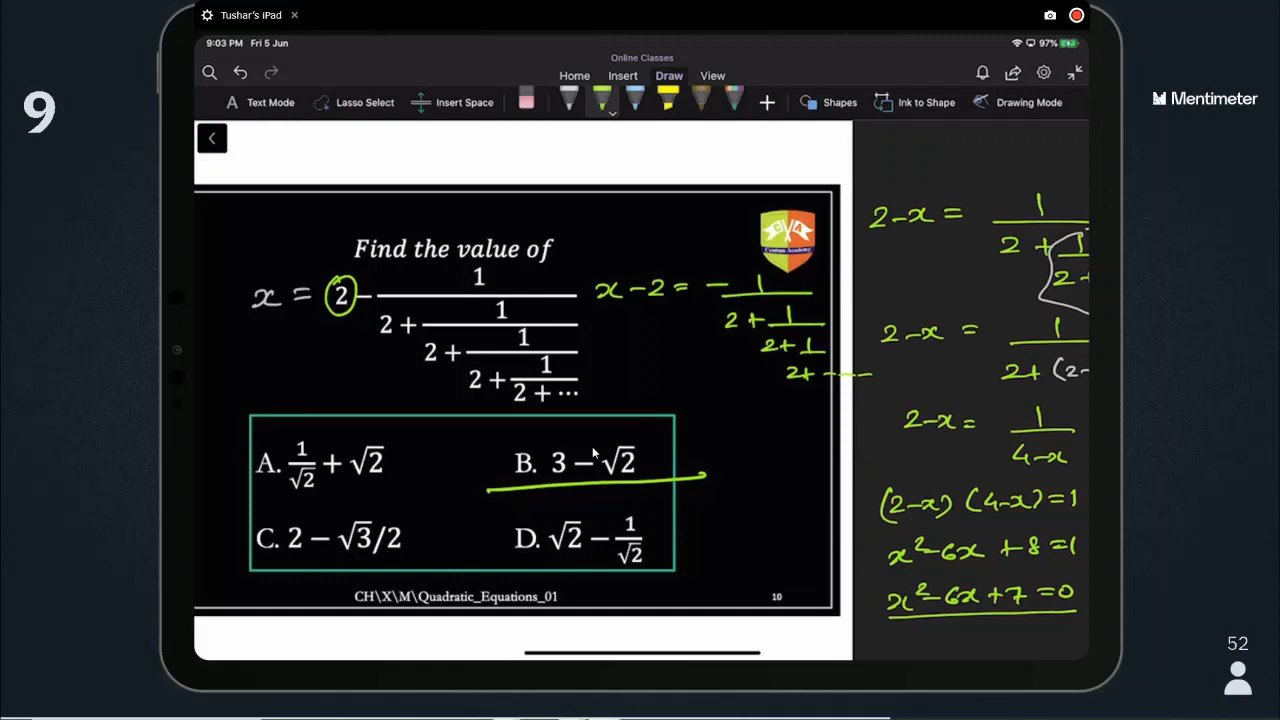 Tushar's iPad ×
9:03 PM Fri 5 Jun
97%
Online Classes
Home Insert Draw View
Text Mode Lasso Select Insert Space + Shapes Ink to Shape Drawing Mode
9
Mentimeter
Find the value of
x = 2 - 1/(2 + 1/(2 + 1/(2 + 1/(2 + ⋯
x - 2 = - 1/(2 + 1/(2 + 1/(2 + ----
A. 1/√2 + √2
B. 3 − √2
C. 2 − √3/2
D. √2 − 1/√2
CH\X\M\Quadratic_Equations_01
10
2-x = 1/(2 + 1/(2+
2-x = 1/(2+ (2-
2-x = 1/(4-x
(2-x) (4-x) = 1
x²-6x +8 = 1
x²-6x+7 = 0
52